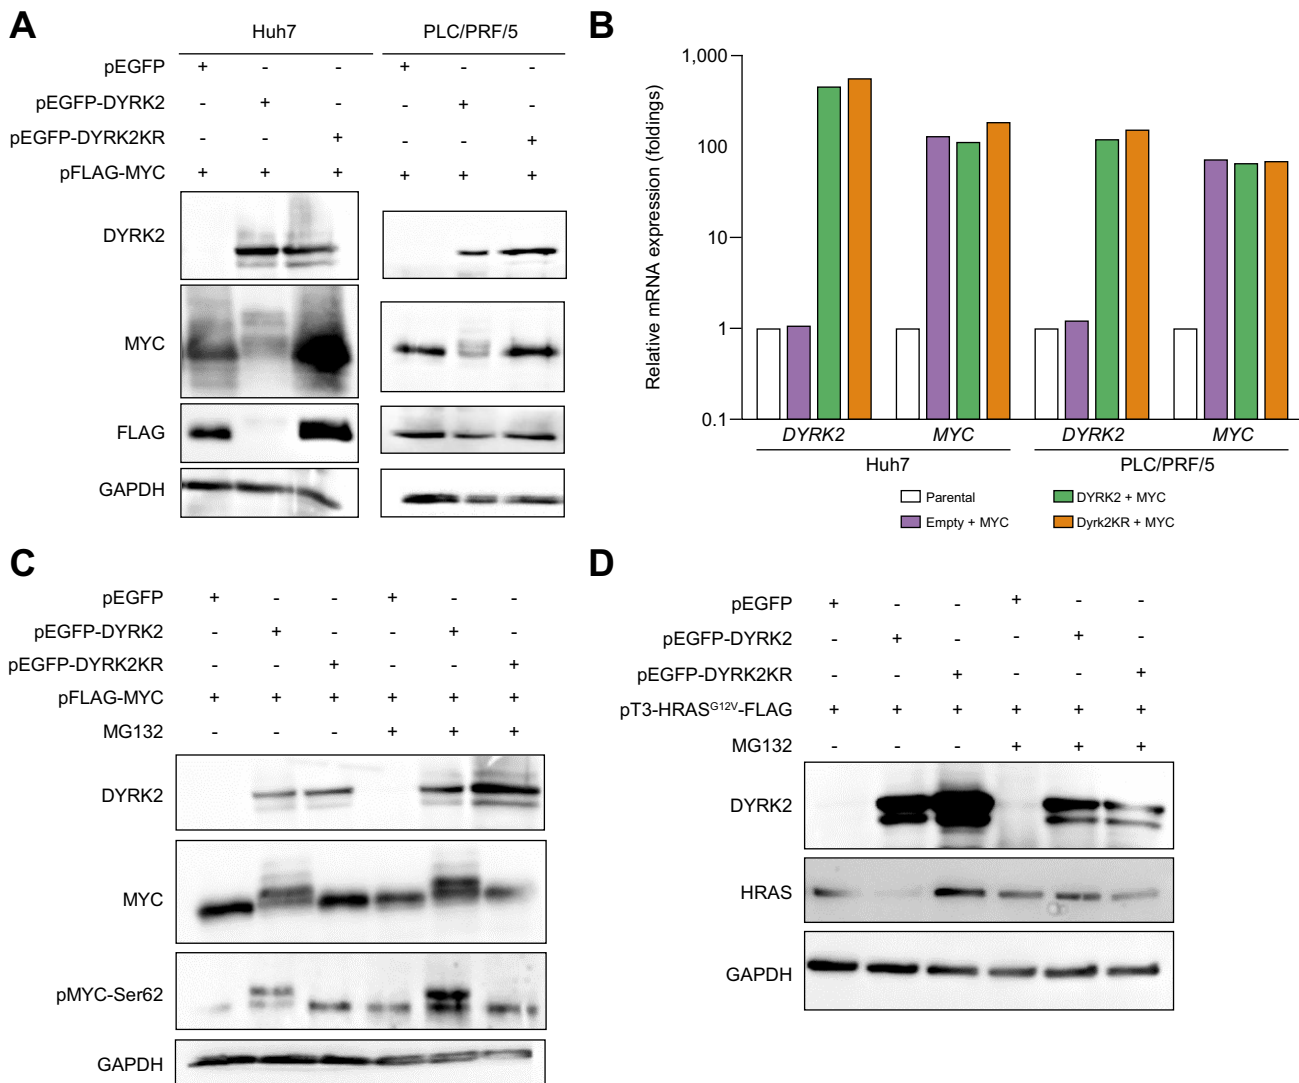 A
Huh7 PLC/PRF/5
pEGFP + - - + - -
pEGFP-DYRK2 - + - - + -
pEGFP-DYRK2KR - - + - - +
pFLAG-MYC + + + + + +
DYRK2
MYC
FLAG
GAPDH
B
Relative mRNA expression (foldings)
1,000
100
10
1
0.1
DYRK2 MYC DYRK2 MYC
Huh7 PLC/PRF/5
Parental DYRK2 + MYC
Empty + MYC Dyrk2KR + MYC
C
pEGFP + - - + - -
pEGFP-DYRK2 - + - - + -
pEGFP-DYRK2KR - - + - - +
pFLAG-MYC + + + + + +
MG132 - - - + + +
DYRK2
MYC
pMYC-Ser62
GAPDH
D
pEGFP + - - + - -
pEGFP-DYRK2 - + - - + -
pEGFP-DYRK2KR - - + - - +
pT3-HRASG12V-FLAG + + + + + +
MG132 - - - + + +
DYRK2
HRAS
GAPDH